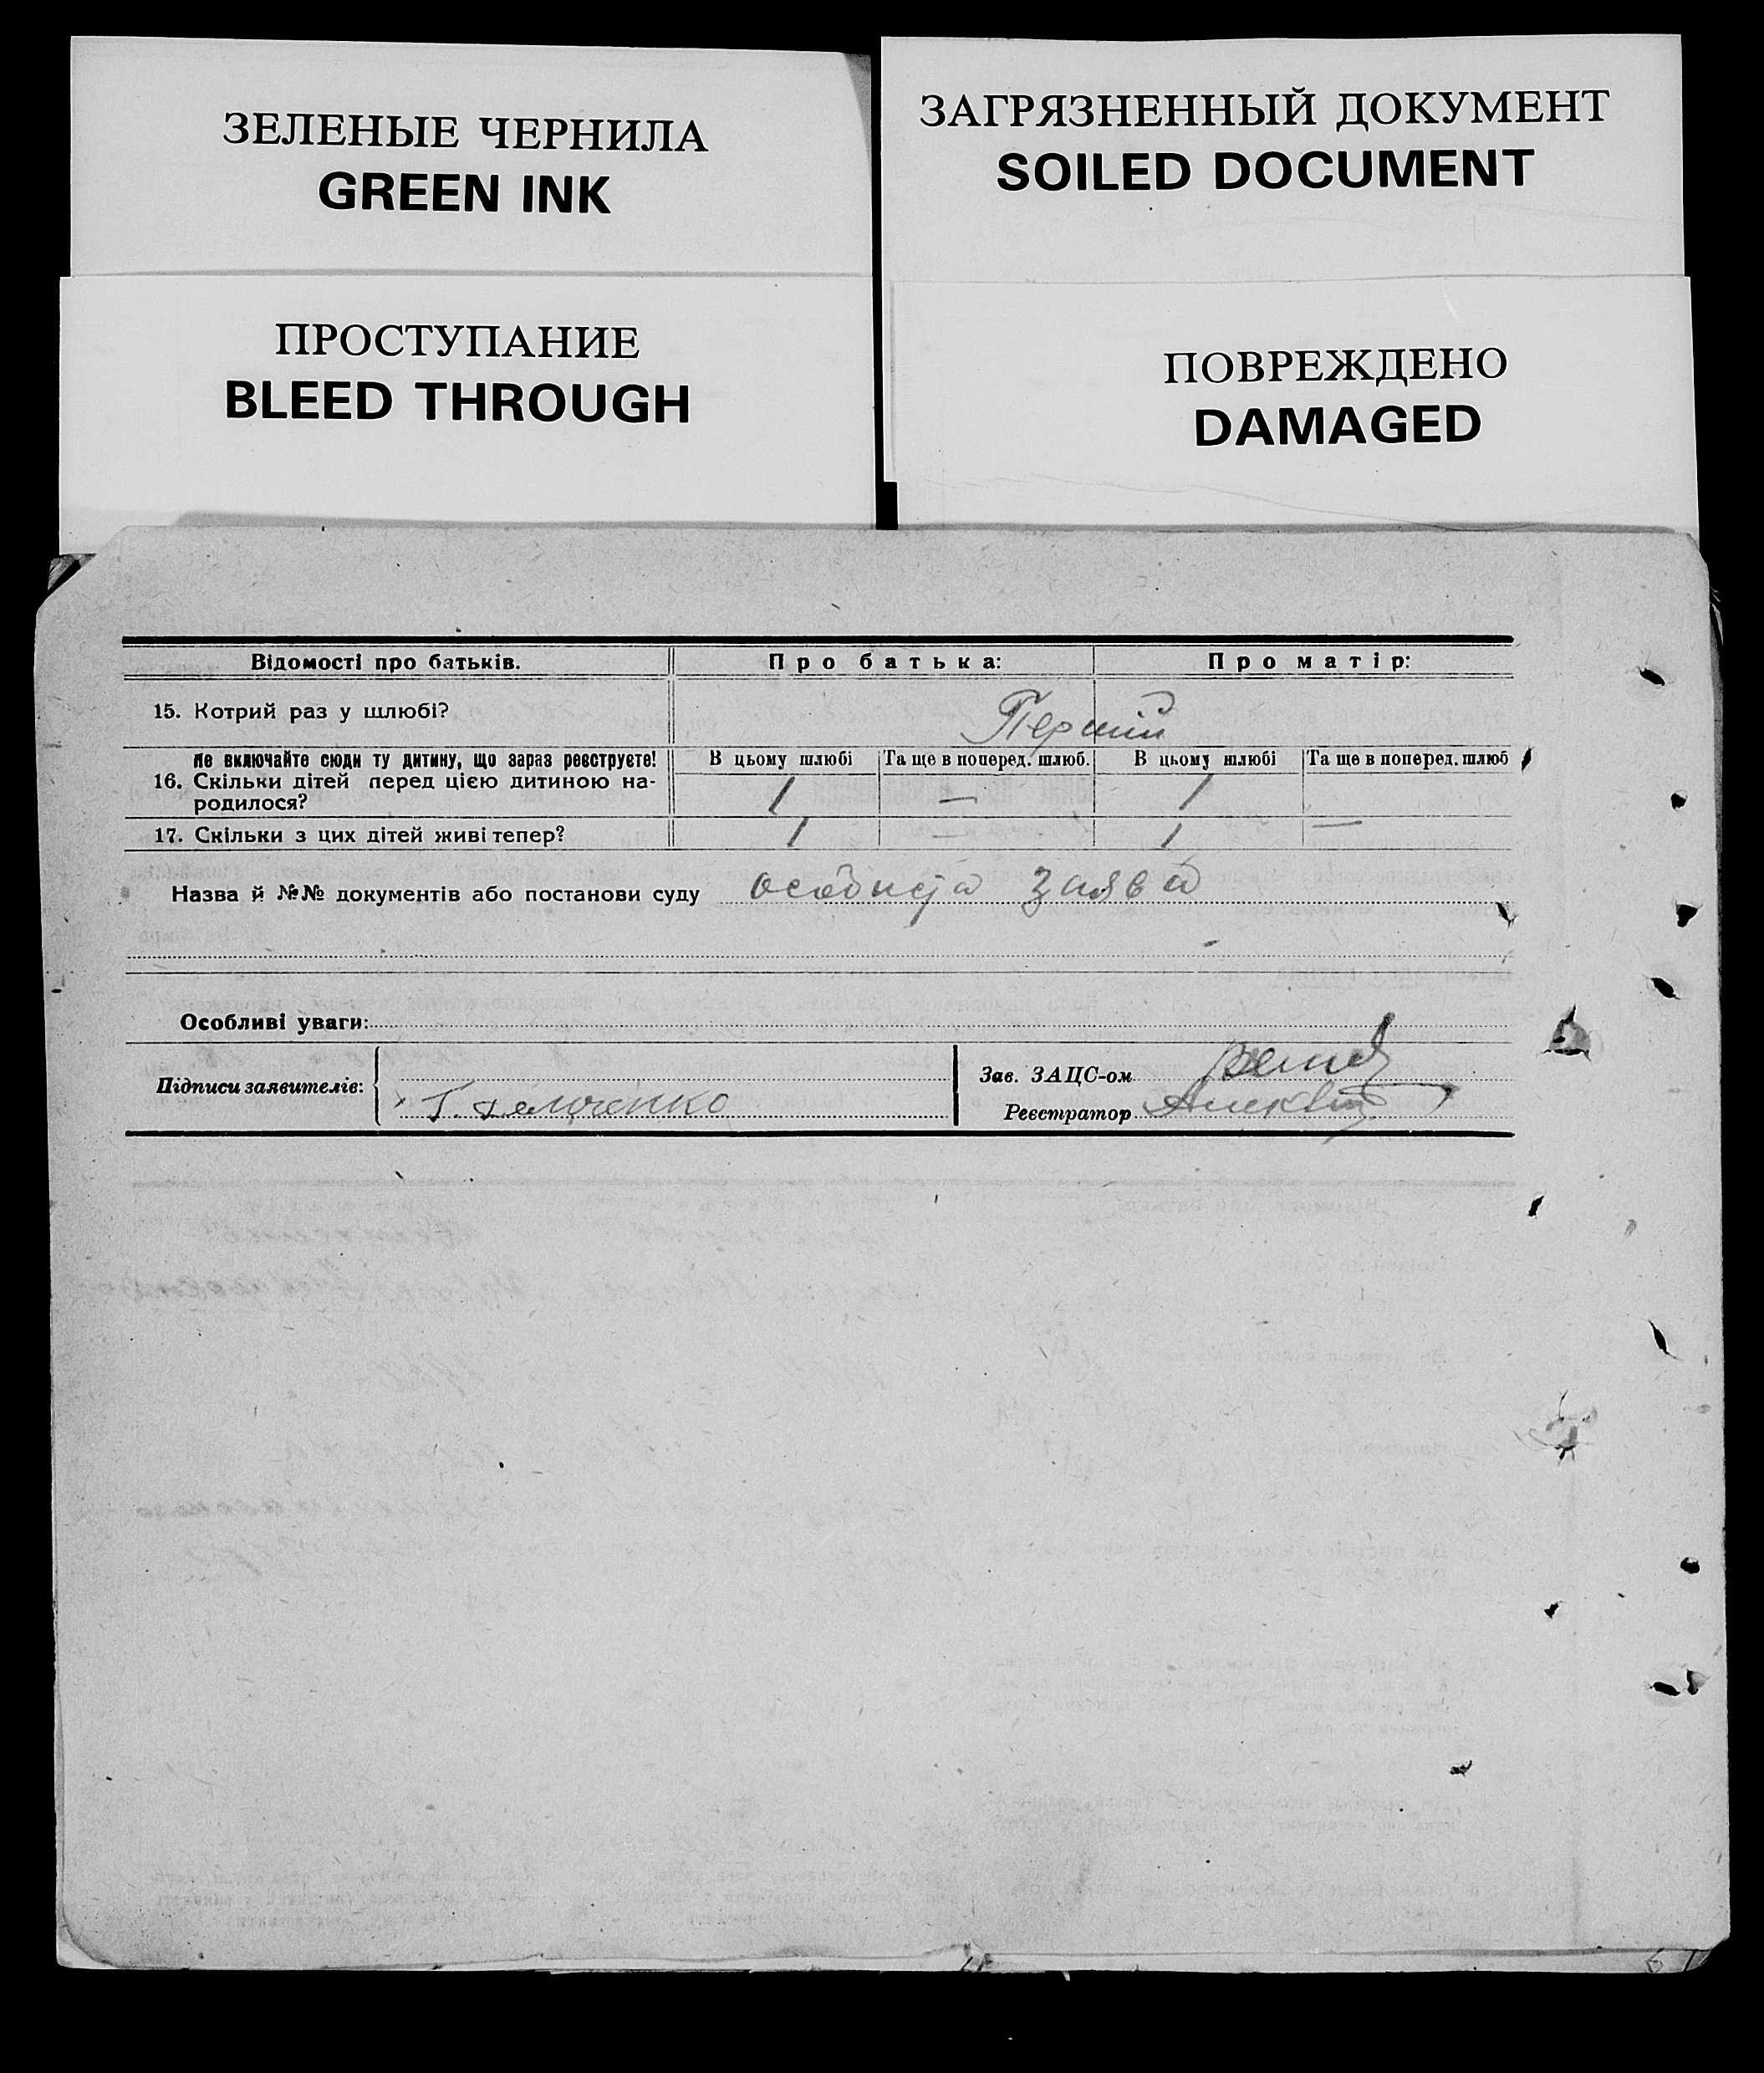 ЗЕЛЕНЫЕ ЧЕРНИЛА
GREEN INK
ЗАГРЯЗНЕННЫЙ ДОКУМЕНТ
SOILED DOCUMENT
ПРОСТУПАНИЕ
BLEED THROUGH
ПОВРЕЖДЕНО
DAMAGED
Відомості про батьків. Про батька: Про матір:
15. Котрий раз у шлюбі? Перший
Не включайте сюди ту дитину, що зараз реєструєте! В цьому шлюбі Та ще в поперед. шлюб. В цьому шлюбі Та ще в поперед. шлюб
16. Скільки дітей перед цією дитиною на-
родилося? 1 — 1
17. Скільки з цих дітей живі тепер? 1 — 1 —
Назва й №№ документів або постанови суду особиста заява
Особливі уваги:
Підписи заявителів:
Зав. ЗАЦС-ом
Реєстратор